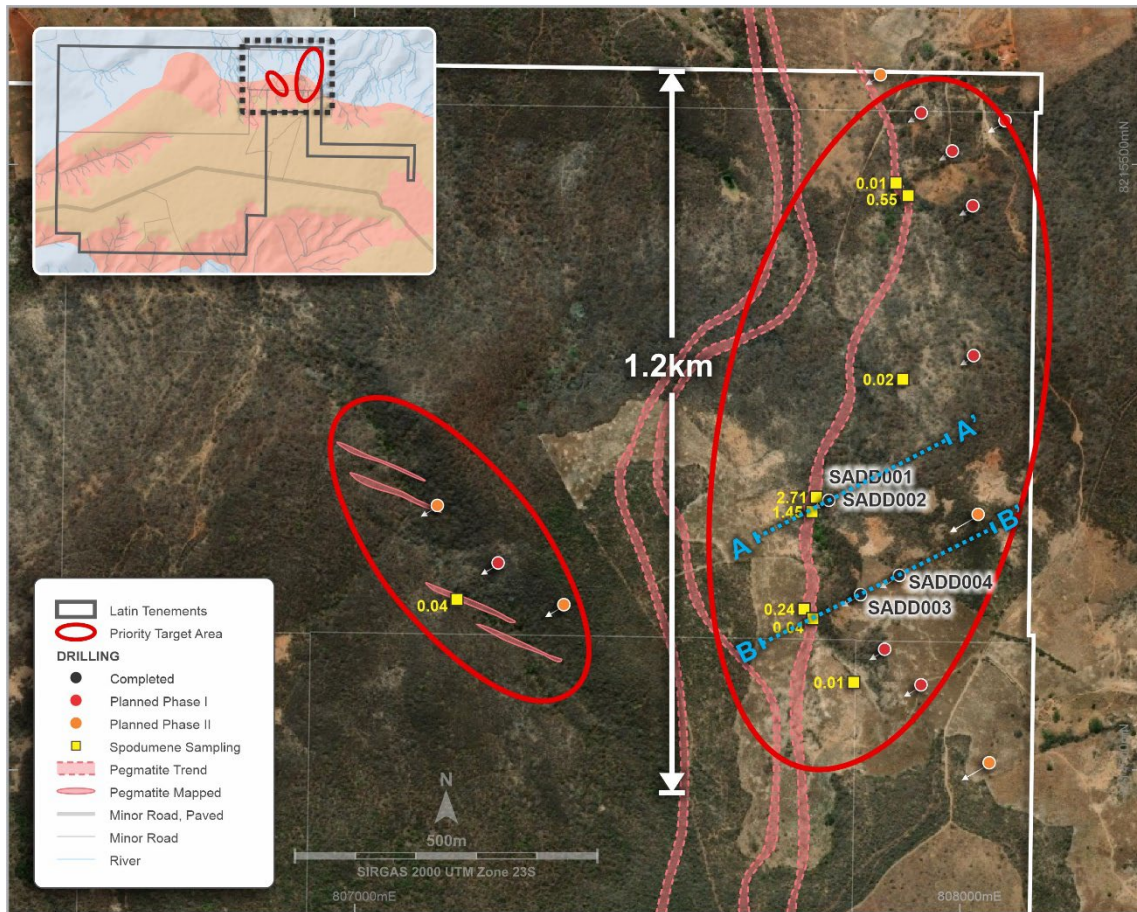 8215500mN
0.01
0.55
1.2km
0.02
A'
SADD001
2.71
SADD002
1.45
A
B'
SADD004
0.24
SADD003
0.04
B
0.04
0.01
Latin Tenements
Priority Target Area
DRILLING
Completed
Planned Phase I
Planned Phase II
Spodumene Sampling
Pegmatite Trend
Pegmatite Mapped
Minor Road, Paved
Minor Road
River
N
500m
SIRGAS 2000 UTM Zone 23S
807000mE
808000mE